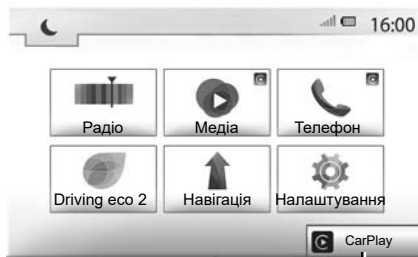 16:00
Радіо
Медіа
Телефон
Driving eco 2
Навігація
Налаштування
CarPlay